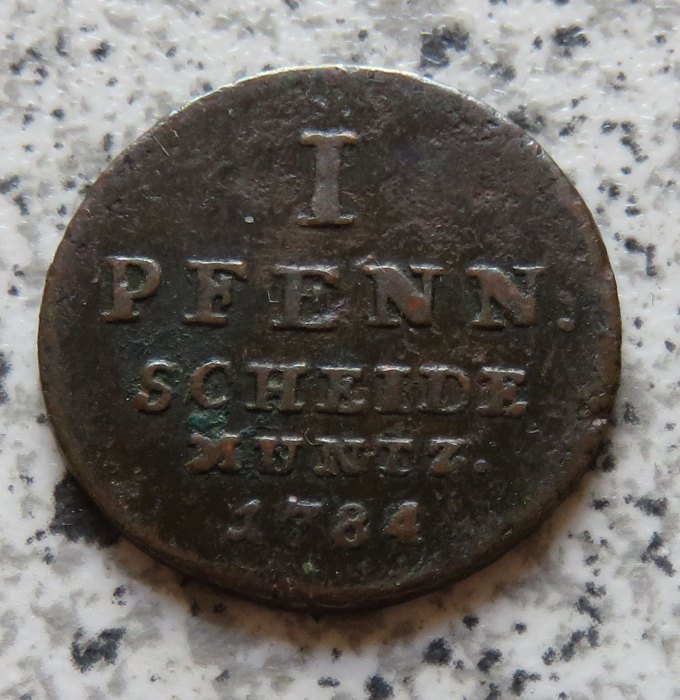 I
PFENN.
SCHEIDE
MUNTZ.
1784